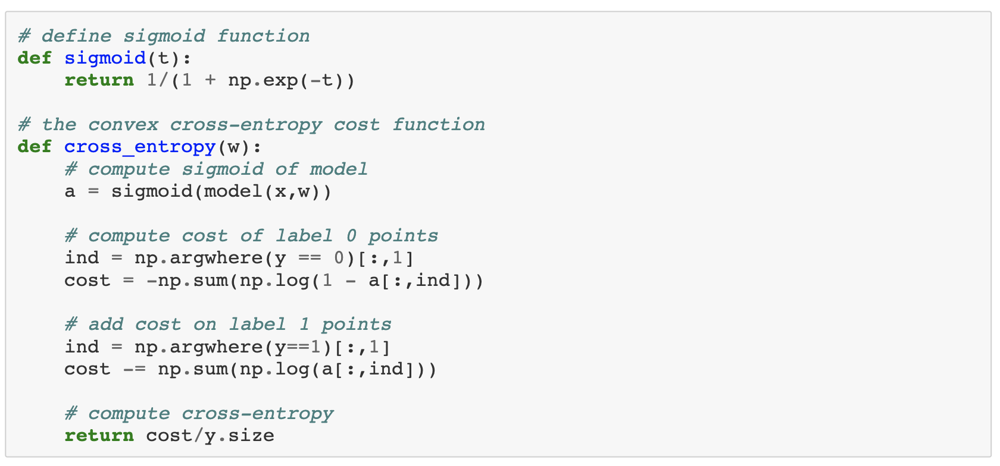 # define sigmoid function
def sigmoid(t):
    return 1/(1 + np.exp(-t))

# the convex cross-entropy cost function
def cross_entropy(w):
    # compute sigmoid of model
    a = sigmoid(model(x,w))

    # compute cost of label 0 points
    ind = np.argwhere(y == 0)[:,1]
    cost = -np.sum(np.log(1 - a[:,ind]))

    # add cost on label 1 points
    ind = np.argwhere(y==1)[:,1]
    cost -= np.sum(np.log(a[:,ind]))

    # compute cross-entropy
    return cost/y.size